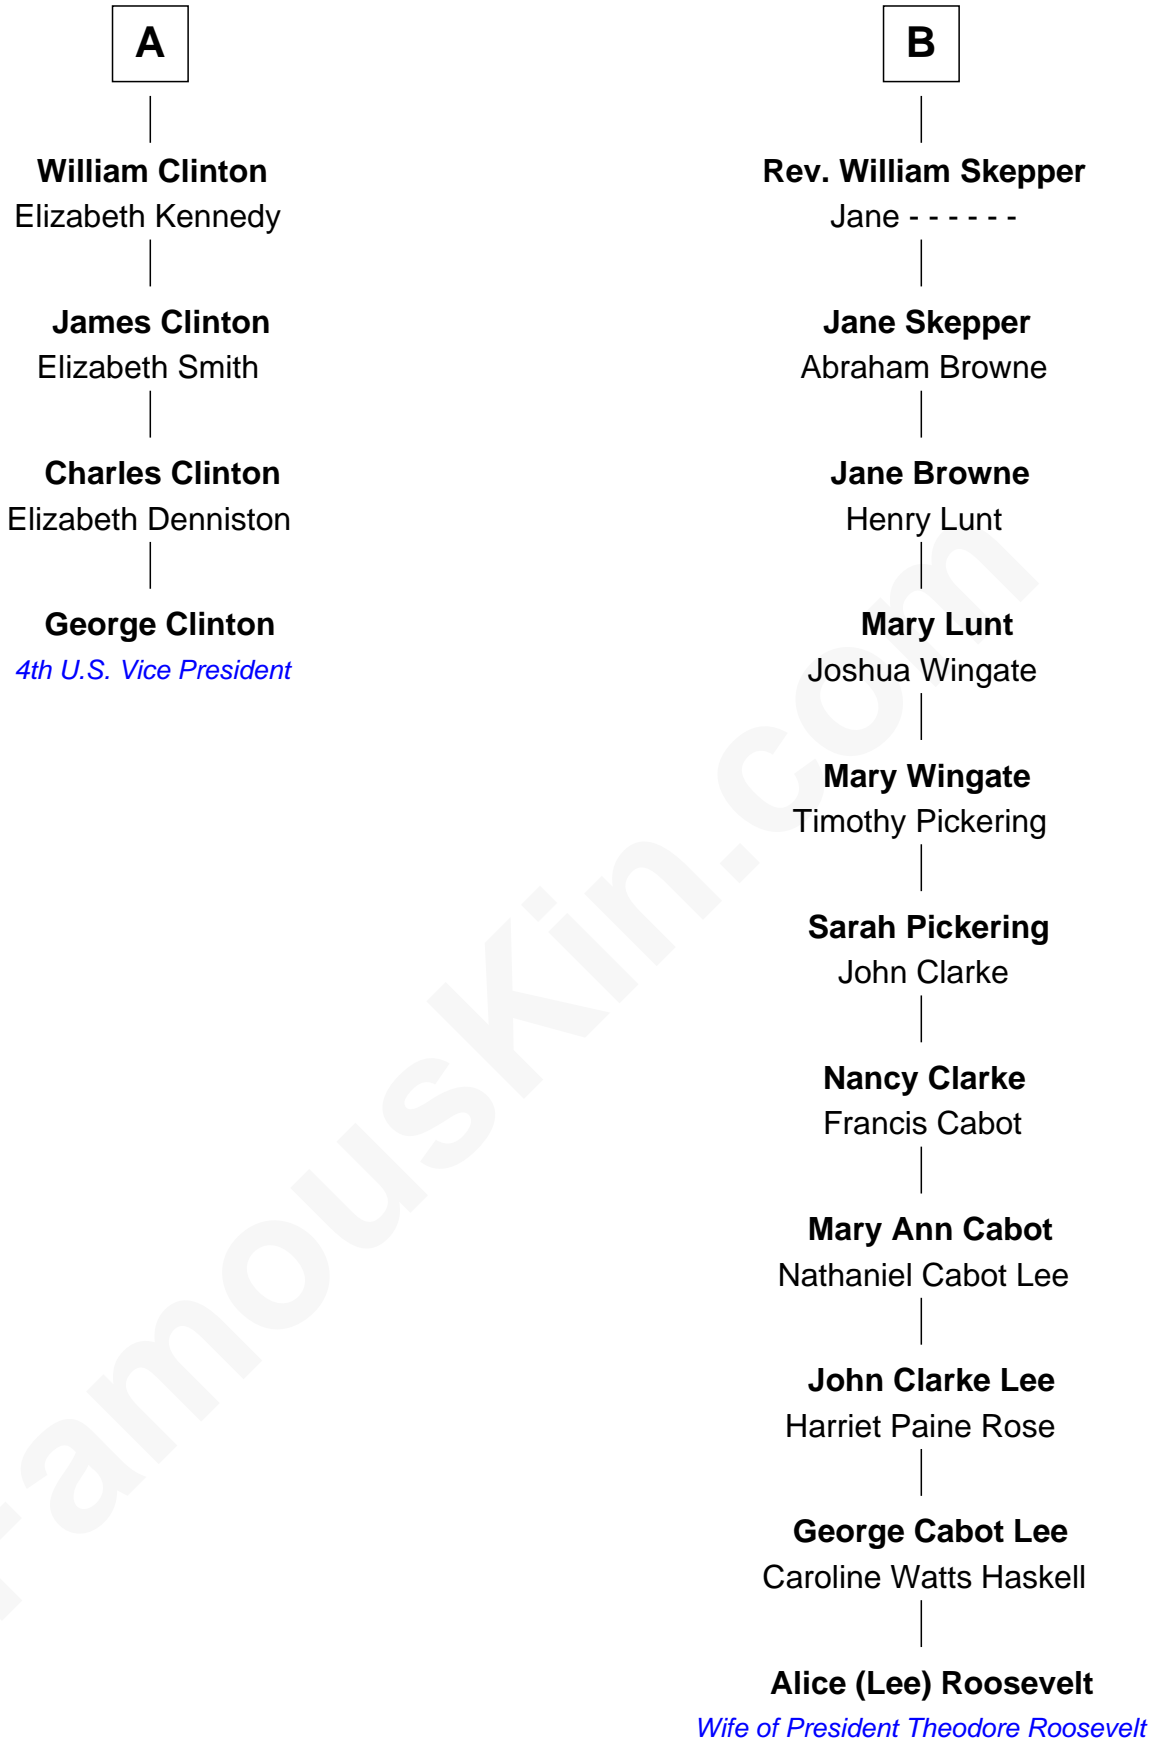 A
William Clinton
Elizabeth Kennedy
James Clinton
Elizabeth Smith
Charles Clinton
Elizabeth Denniston
George Clinton
4th U.S. Vice President
B
Rev. William Skepper
Jane - - - - - -
Jane Skepper
Abraham Browne
Jane Browne
Henry Lunt
Mary Lunt
Joshua Wingate
Mary Wingate
Timothy Pickering
Sarah Pickering
John Clarke
Nancy Clarke
Francis Cabot
Mary Ann Cabot
Nathaniel Cabot Lee
John Clarke Lee
Harriet Paine Rose
George Cabot Lee
Caroline Watts Haskell
Alice (Lee) Roosevelt
Wife of President Theodore Roosevelt
FamousKin.com